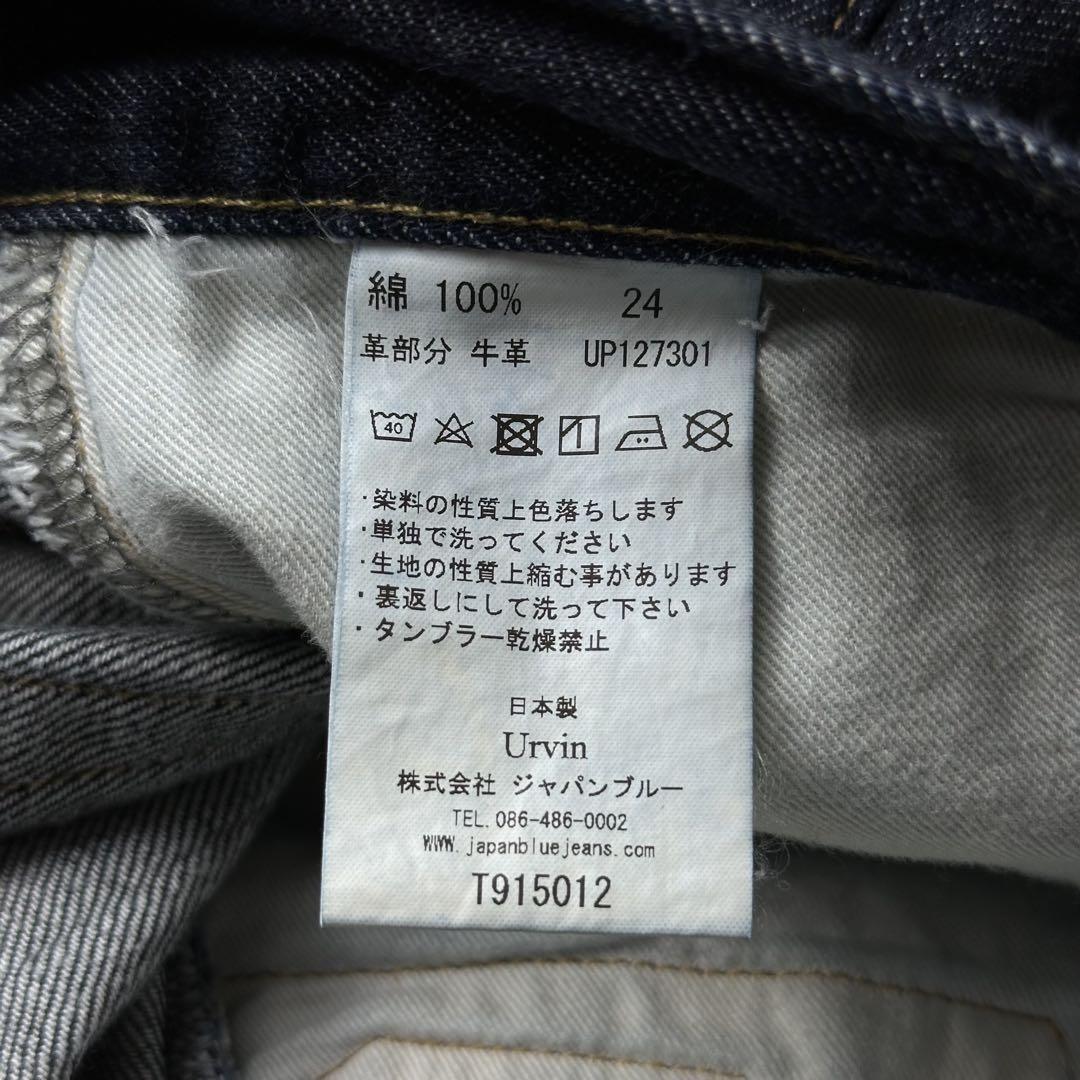 綿 100% 24
革部分 牛革 UP127301
40
・染料の性質上色落ちします
・単独で洗ってください
・生地の性質上縮む事があります
・裏返しにして洗って下さい
・タンブラー乾燥禁止
日本製
Urvin
株式会社 ジャパンブルー
TEL.086-486-0002
www.japanbluejeans.com
T915012